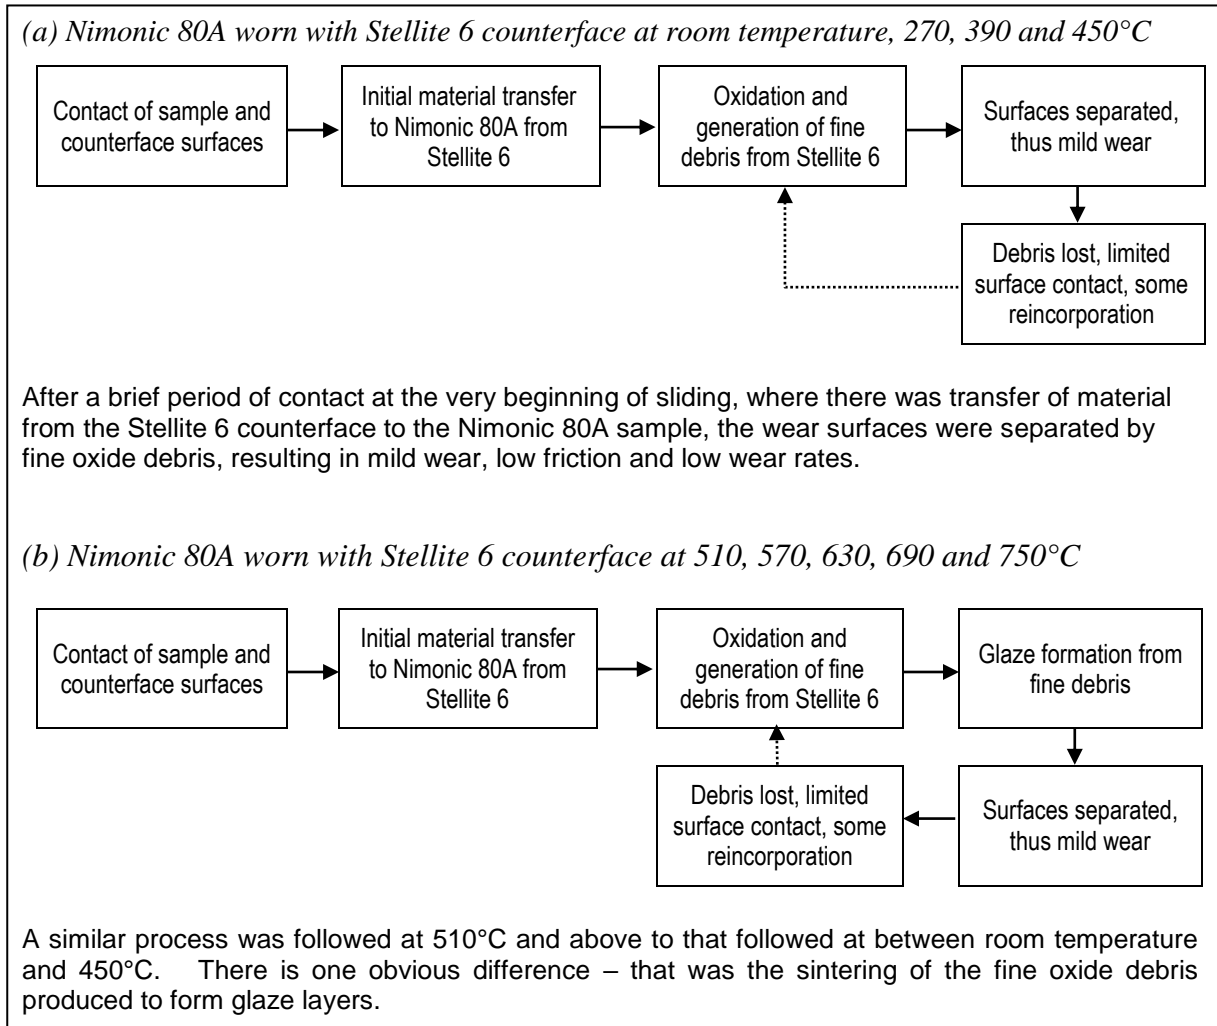 (a) Nimonic 80A worn with Stellite 6 counterface at room temperature, 270, 390 and 450°C
Contact of sample and
counterface surfaces
Initial material transfer
to Nimonic 80A from
Stellite 6
Oxidation and
generation of fine
debris from Stellite 6
Surfaces separated,
thus mild wear
Debris lost, limited
surface contact, some
reincorporation
After a brief period of contact at the very beginning of sliding, where there was transfer of material
from the Stellite 6 counterface to the Nimonic 80A sample, the wear surfaces were separated by
fine oxide debris, resulting in mild wear, low friction and low wear rates.
(b) Nimonic 80A worn with Stellite 6 counterface at 510, 570, 630, 690 and 750°C
Contact of sample and
counterface surfaces
Initial material transfer
to Nimonic 80A from
Stellite 6
Oxidation and
generation of fine
debris from Stellite 6
Glaze formation from
fine debris
Surfaces separated,
thus mild wear
Debris lost, limited
surface contact, some
reincorporation
A similar process was followed at 510°C and above to that followed at between room temperature
and 450°C. There is one obvious difference – that was the sintering of the fine oxide debris
produced to form glaze layers.